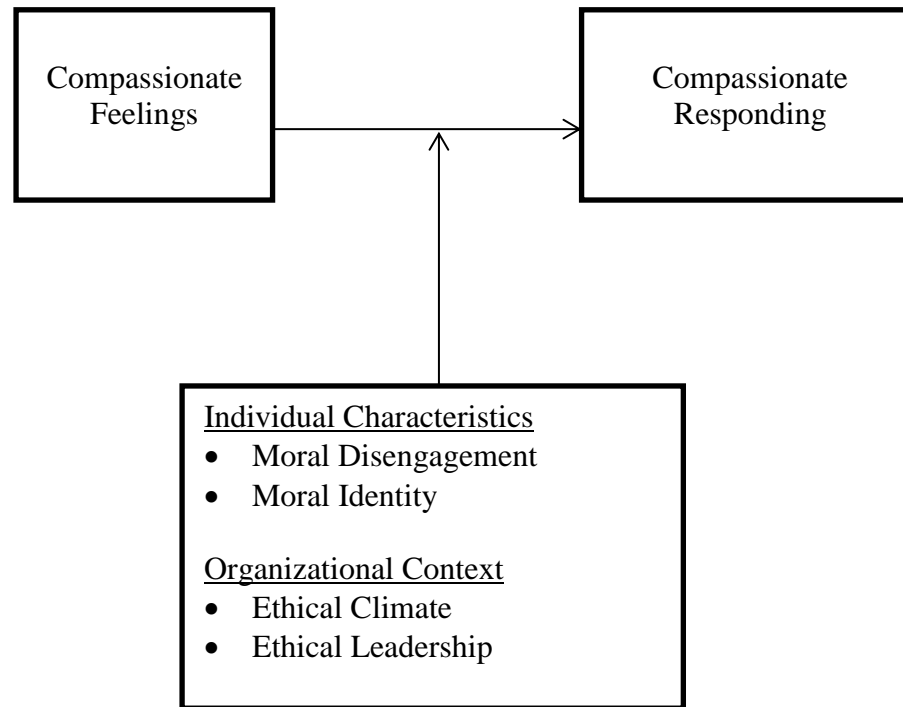 Compassionate
Feelings
Compassionate
Responding
Individual Characteristics
• Moral Disengagement
• Moral Identity
Organizational Context
• Ethical Climate
• Ethical Leadership